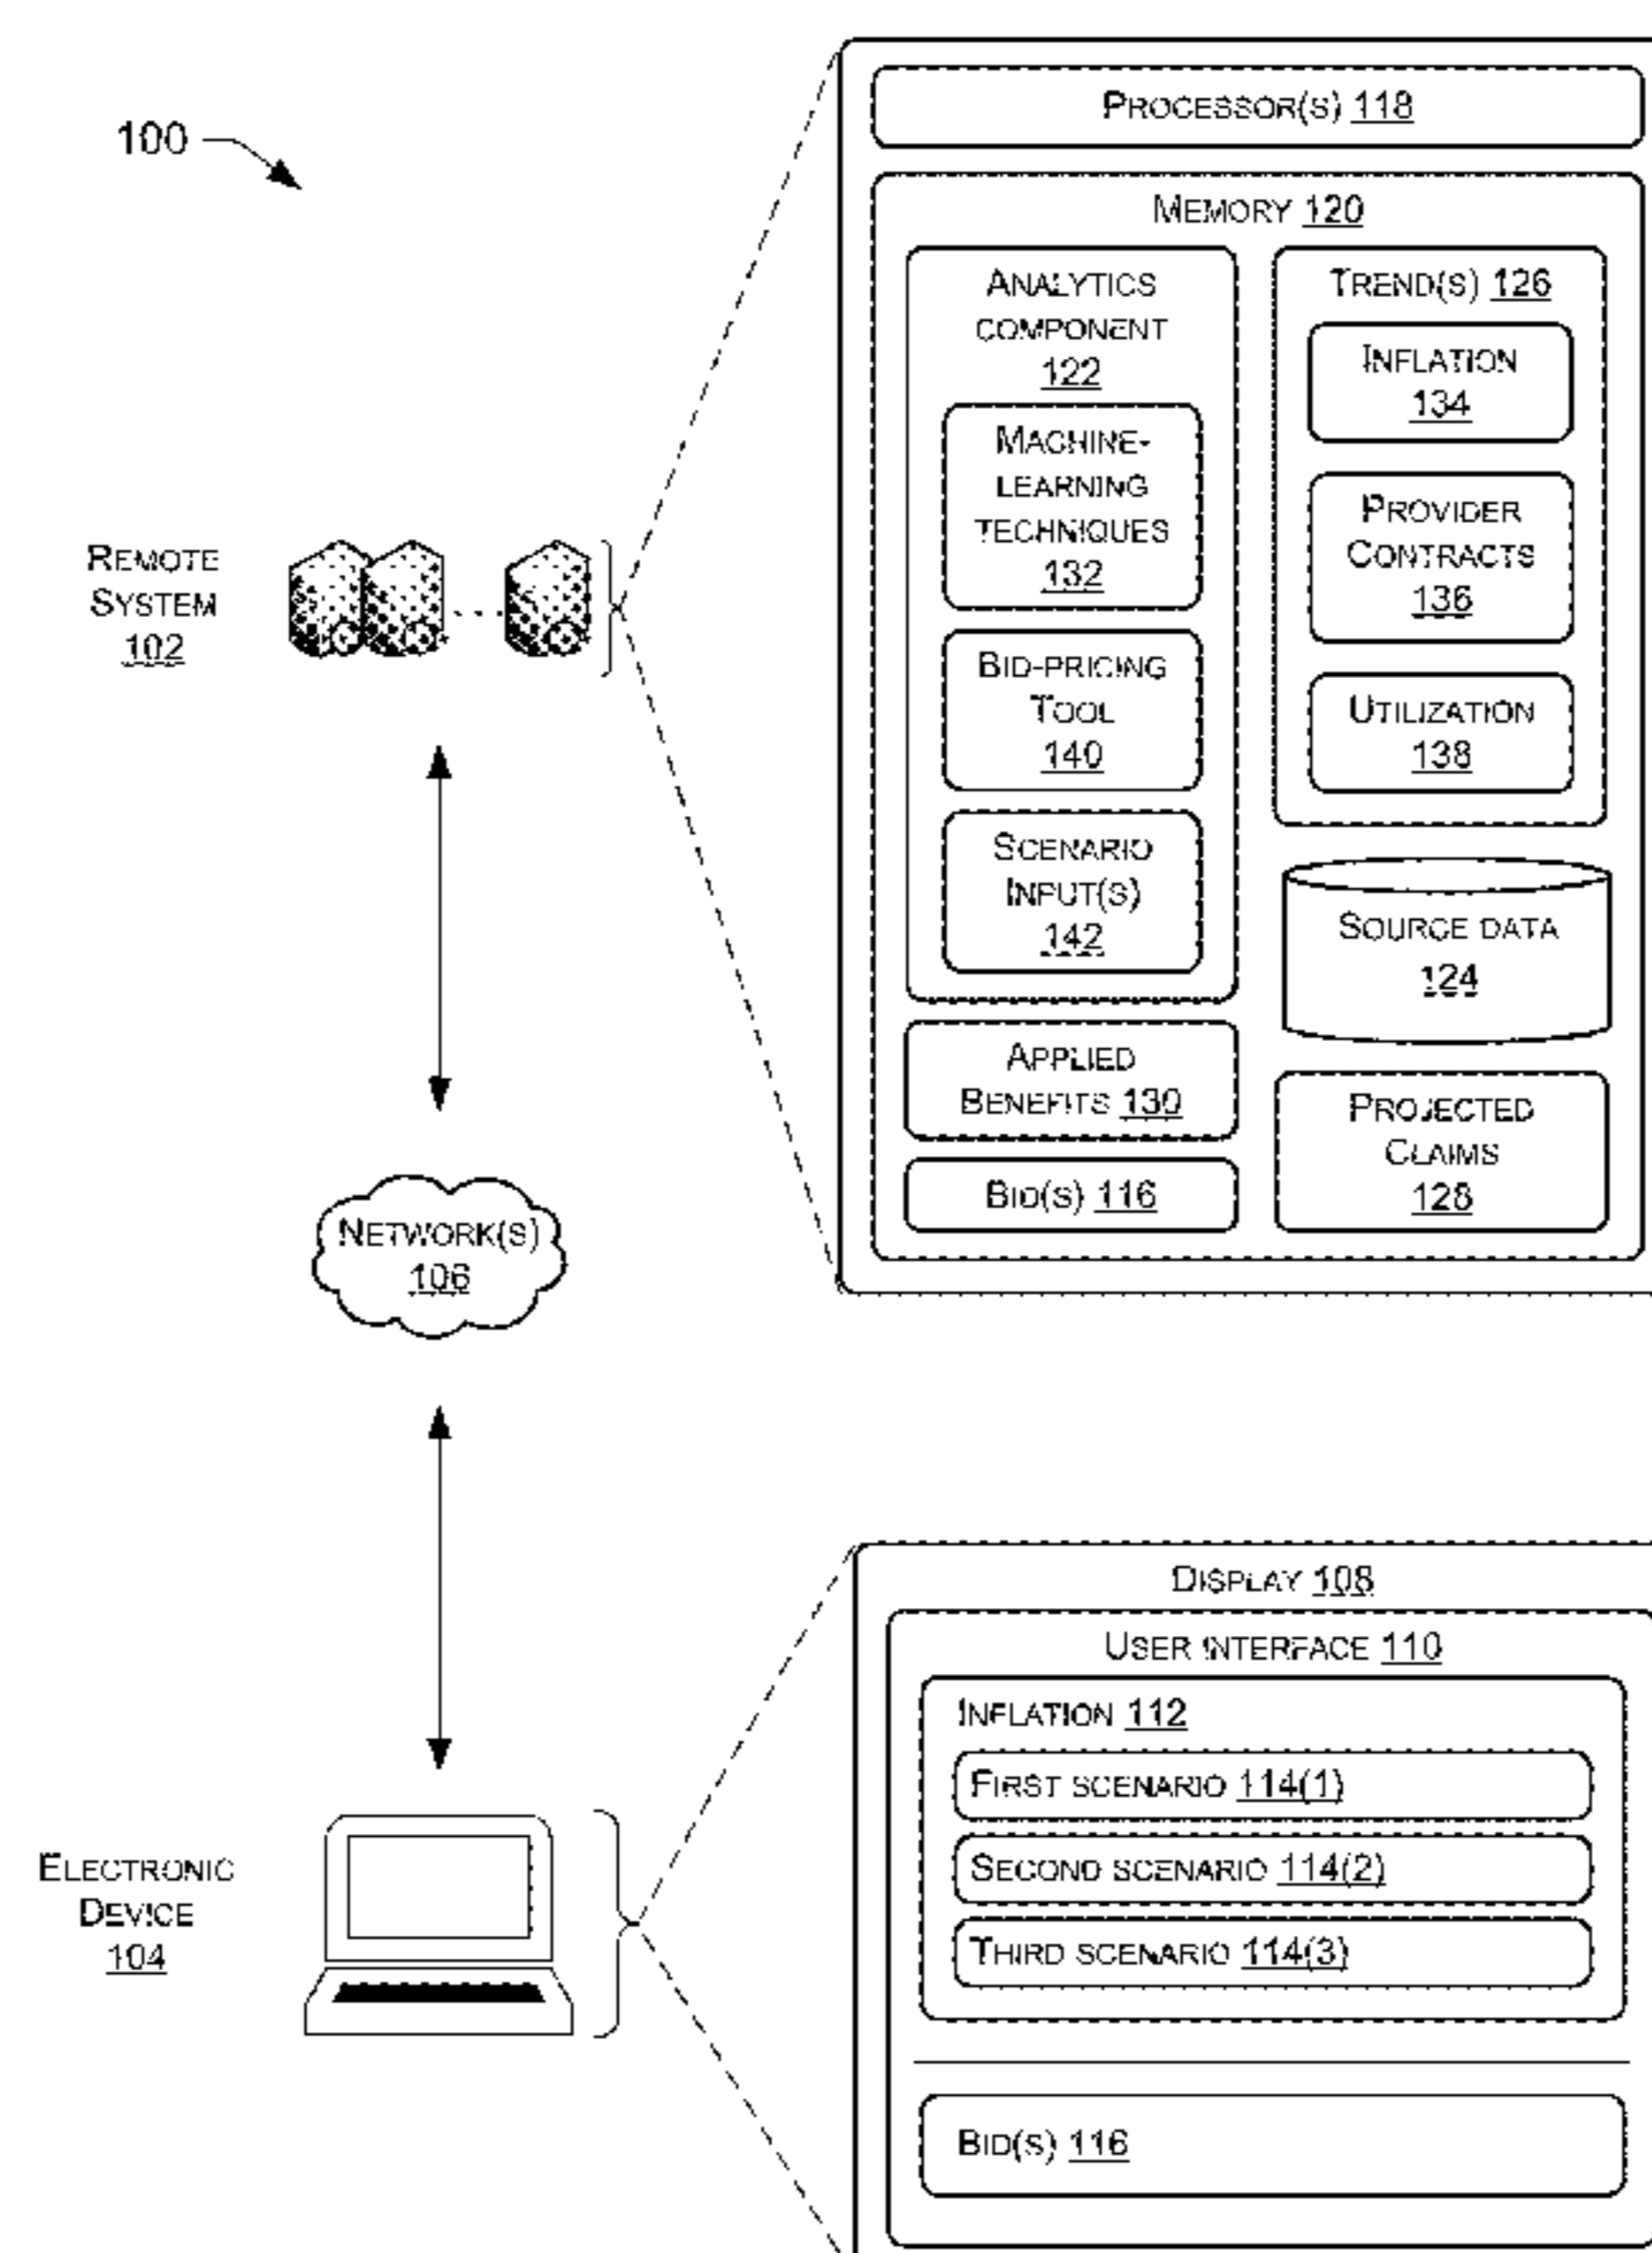 100
REMOTE
SYSTEM
102
PROCESSOR(S) 118
MEMORY 120
ANALYTICS
COMPONENT
122
MACHINE-
LEARNING
TECHNIQUES
132
BID-PRICING
TOOL
140
SCENARIO
INPUT(S)
142
TREND(S) 126
INFLATION
134
PROVIDER
CONTRACTS
136
UTILIZATION
138
SOURCE DATA
124
APPLIED
BENEFITS 130
BID(S) 116
PROJECTED
CLAIMS
128
NETWORK(S)
106
ELECTRONIC
DEVICE
104
DISPLAY 108
USER INTERFACE 110
INFLATION 112
FIRST SCENARIO 114(1)
SECOND SCENARIO 114(2)
THIRD SCENARIO 114(3)
BID(S) 116